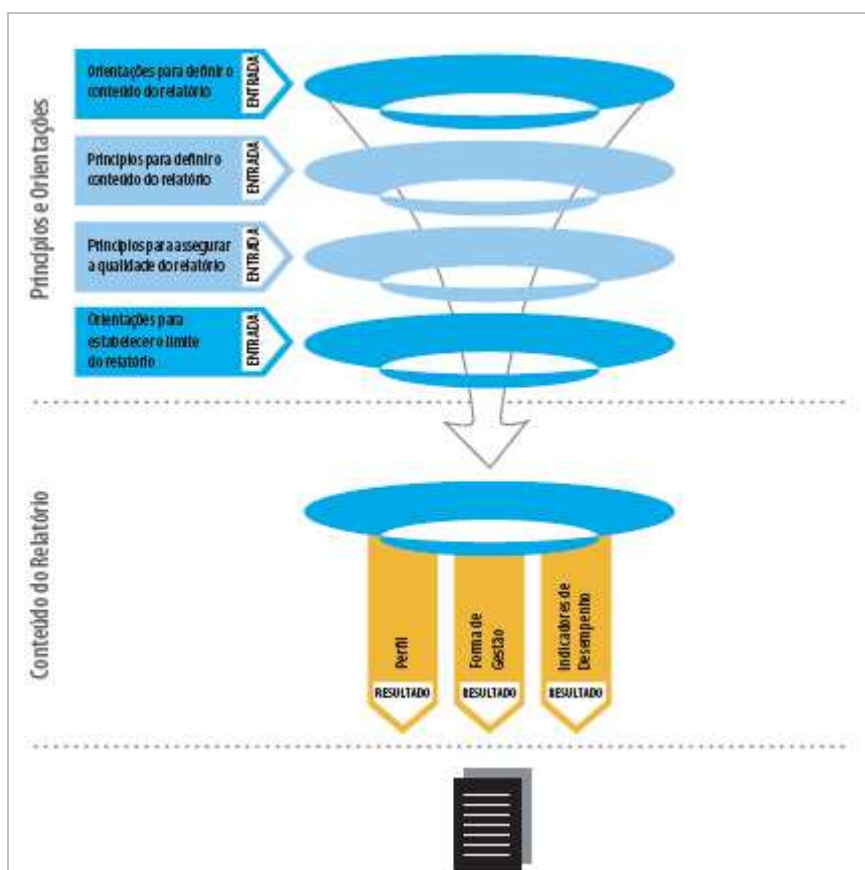 Princípios e Orientações
Orientações para definir o
conteúdo do relatório
ENTRADA
Princípios para definir o
conteúdo do relatório
ENTRADA
Princípios para assegurar
a qualidade do relatório
ENTRADA
Orientações para
estabelecer o limite
do relatório
ENTRADA
Conteúdo do Relatório
Perfil
RESULTADO
Forma de
Gestão
RESULTADO
Indicadores de
Desempenho
RESULTADO